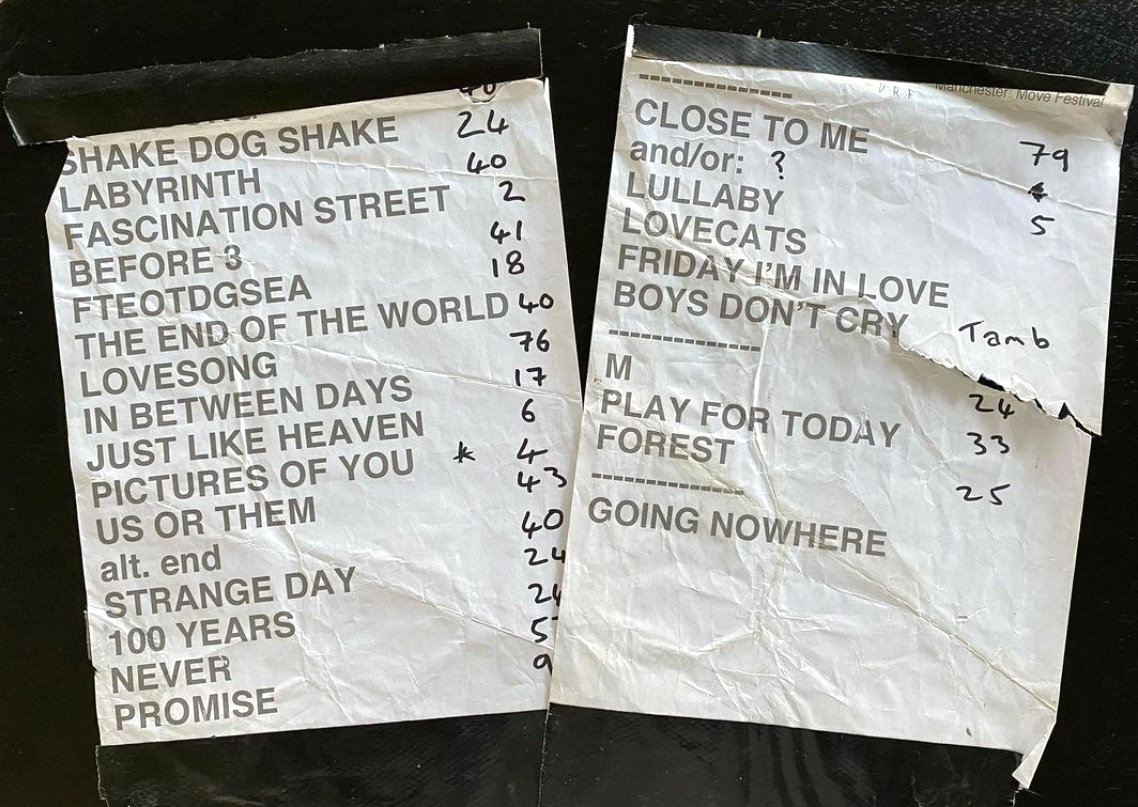 SHAKE DOG SHAKE 24
LABYRINTH 40
FASCINATION STREET 2
BEFORE 3 41
FTEOTDGSEA 18
THE END OF THE WORLD 40
LOVESONG 76
IN BETWEEN DAYS 17
JUST LIKE HEAVEN 6
PICTURES OF YOU * 4
US OR THEM 43
alt. end 40
STRANGE DAY 24
100 YEARS 24
NEVER 5
PROMISE 9
Manchester: Move Festival
---------------
CLOSE TO ME 79
and/or: ?
LULLABY 5
LOVECATS
FRIDAY I'M IN LOVE
BOYS DON'T CRY Tamb
---------------
M 24
PLAY FOR TODAY 33
FOREST 25
---------------
GOING NOWHERE